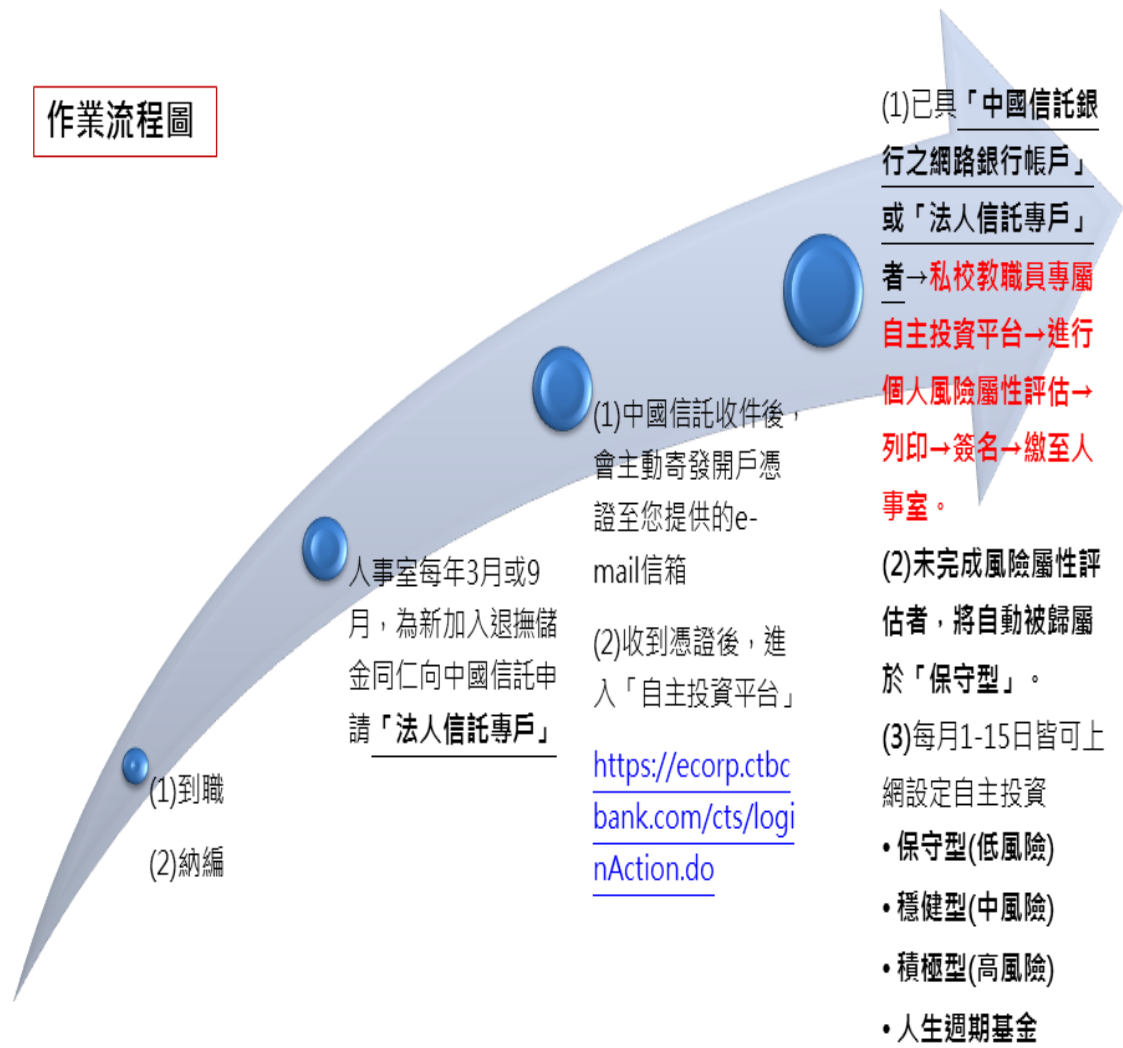 作業流程圖
(1)到職
(2)納編
人事室每年3月或9
月，為新加入退撫儲
金同仁向中國信託申
請「法人信託專戶」
(1)中國信託收件後，
會主動寄發開戶憑
證至您提供的e-
mail信箱
(2)收到憑證後，進
入「自主投資平台」
https://ecorp.ctbc
bank.com/cts/logi
nAction.do
(1)已具「中國信託銀
行之網路銀行帳戶」
或「法人信託專戶」
者→私校教職員專屬
自主投資平台→進行
個人風險屬性評估→
列印→簽名→繳至人
事室。
(2)未完成風險屬性評
估者，將自動被歸屬
於「保守型」。
(3)每月1-15日皆可上
網設定自主投資
• 保守型(低風險)
• 穩健型(中風險)
• 積極型(高風險)
• 人生週期基金